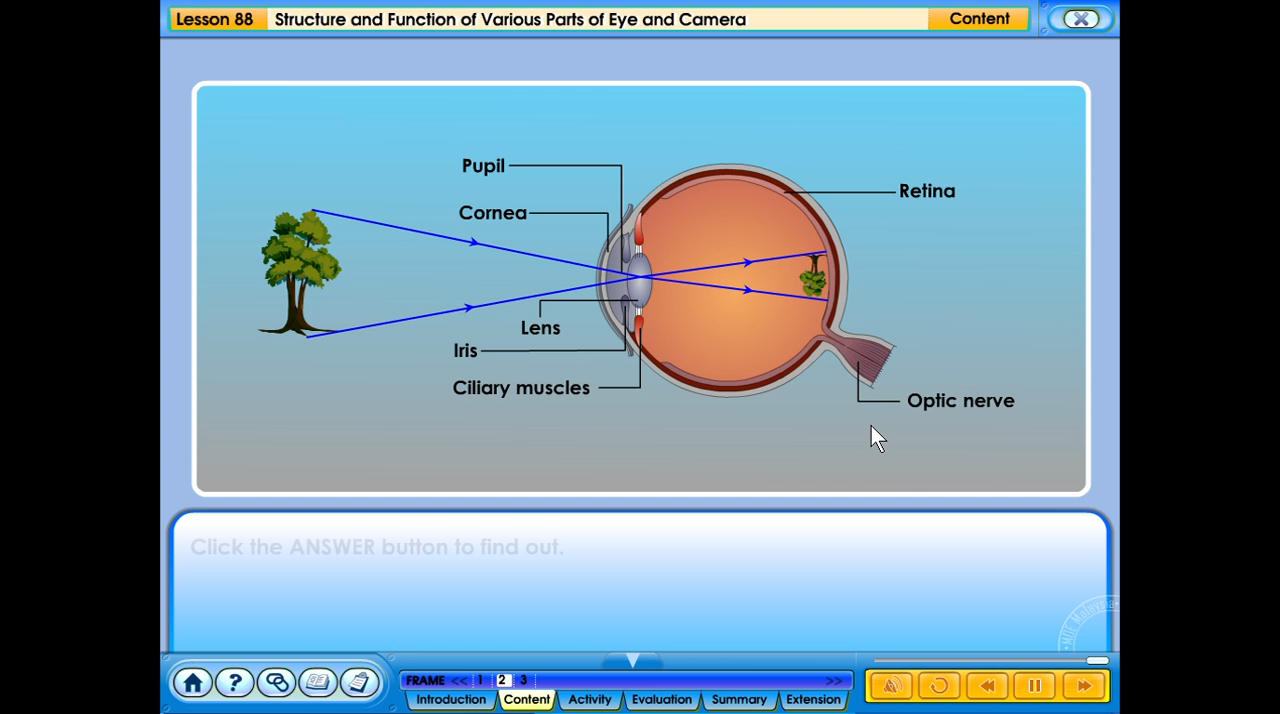 Lesson 88 Structure and Function of Various Parts of Eye and Camera Content
Pupil
Retina
Cornea
Lens
Iris
Ciliary muscles
Optic nerve
Click the ANSWER button to find out.
MOE Malaysia
FRAME << 1 2 3 >>
Introduction Content Activity Evaluation Summary Extension